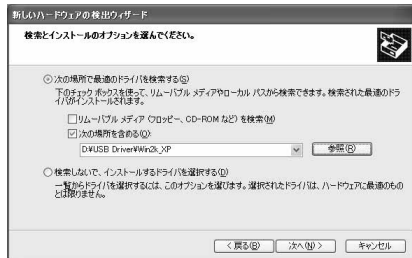 新しいハードウェアの検出ウィザード
検索とインストールのオプションを選んでください。
次の場所で最適のドライバを検索する(S)
下のチェック ボックスを使って、リムーバブル メディアやローカル パスから検索できます。検索された最適のドラ
イバがインストールされます。
リムーバブル メディア (フロッピー、CD-ROM など) を検索(M)
次の場所を含める(O):
D:¥USB Driver¥Win2k_XP
参照(R)
検索しないで、インストールするドライバを選択する(D)
一覧からドライバを選択するには、このオプションを選びます。選択されたドライバは、ハードウェアに最適のもの
とは限りません。
< 戻る(B)
次へ(N) >
キャンセル